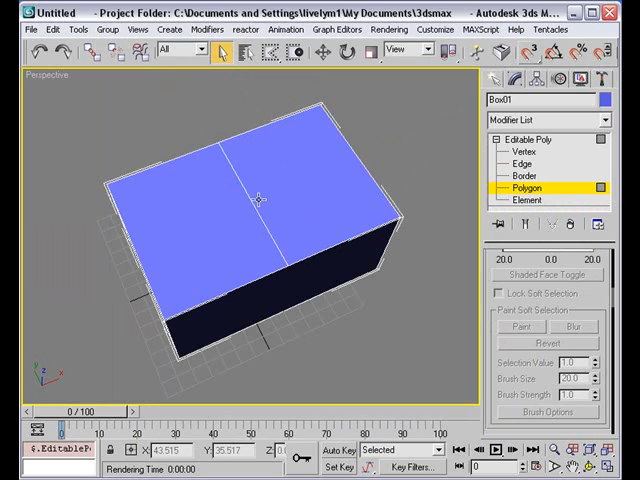 Untitled - Project Folder: C:\Documents and Settings\livelym1\My Documents\3dsmax - Autodesk 3ds M...
File Edit Tools Group Views Create Modifiers reactor Animation Graph Editors Rendering Customize MAXScript Help Tentacles
All View 3 %
Perspective
Box01
Modifier List
Editable Poly
Vertex
Edge
Border
Polygon
Element
20.0 0.0 20.0
Shaded Face Toggle
Lock Soft Selection
Paint Soft Selection
Paint Blur
Revert
Selection Value 1.0
Brush Size 20.0
Brush Strength 1.0
Brush Options
z
y
x
< 0 / 100 >
0 10 20 30 40 50 60 70 80 90 100
$.EditableP X: 43.515 Y: 35.517 Z: Auto Key Selected
Rendering Time 0:00:00 Set Key Key Filters... 0